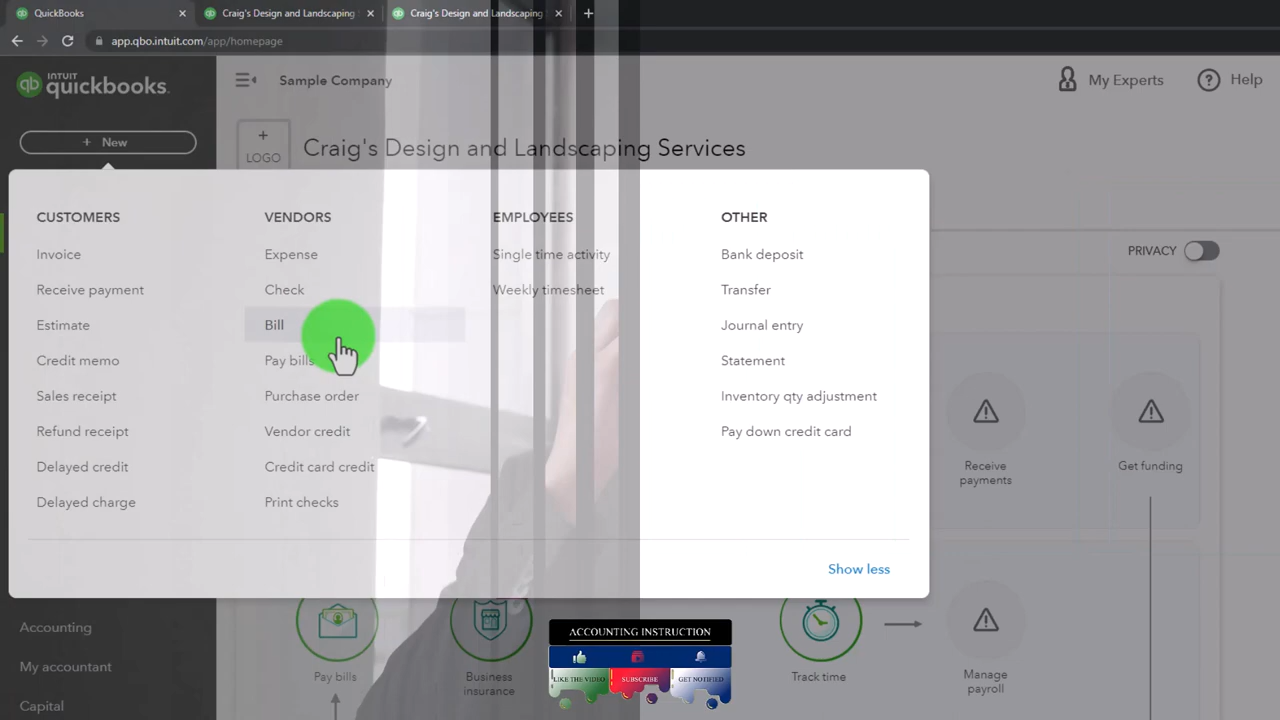 QuickBooks
Craig's Design and Landscaping
Craig's Design and Landscaping
app.qbo.intuit.com/app/homepage
INTUIT
quickbooks.
Sample Company
My Experts
Help
+ New
+
LOGO
Craig's Design and Landscaping Services
CUSTOMERS
Invoice
Receive payment
Estimate
Credit memo
Sales receipt
Refund receipt
Delayed credit
Delayed charge
VENDORS
Expense
Check
Bill
Pay bills
Purchase order
Vendor credit
Credit card credit
Print checks
EMPLOYEES
Single time activity
Weekly timesheet
OTHER
Bank deposit
Transfer
Journal entry
Statement
Inventory qty adjustment
Pay down credit card
Show less
PRIVACY
Receive
payments
Get funding
Accounting
My accountant
Capital
Pay bills
Business
insurance
Track time
Manage
payroll
ACCOUNTING INSTRUCTION
LIKE THE VIDEO
SUBSCRIBE
GET NOTIFIED